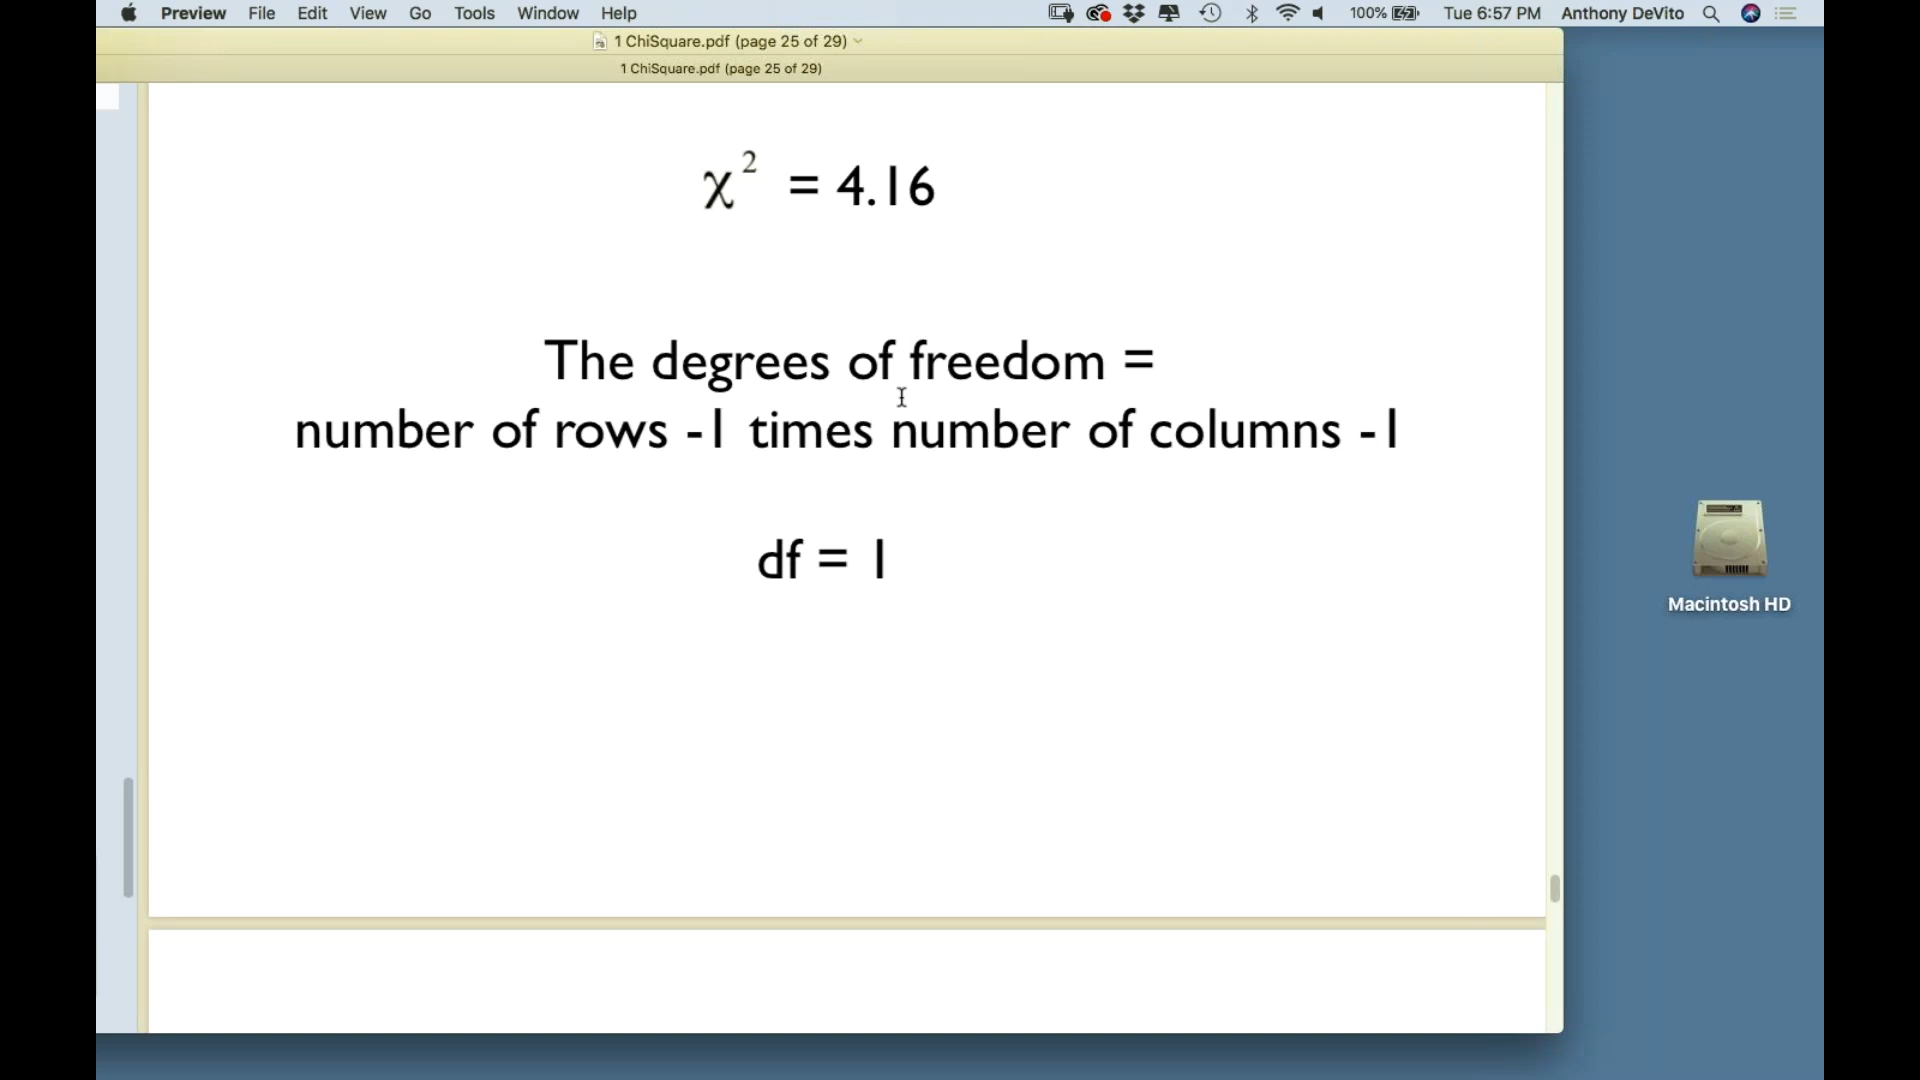 Preview File Edit View Go Tools Window Help 100% Tue 6:57 PM Anthony DeVito
1 ChiSquare.pdf (page 25 of 29)
1 ChiSquare.pdf (page 25 of 29)
χ² = 4.16
The degrees of freedom =
number of rows -1 times number of columns -1
df = 1
Macintosh HD